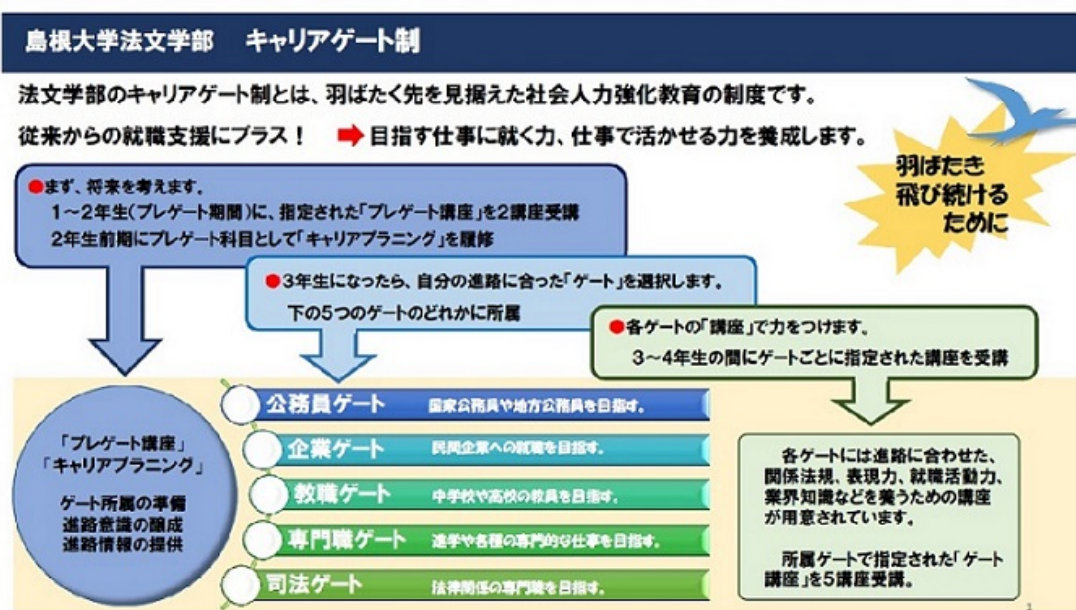 島根大学法文学部 キャリアゲート制
法文学部のキャリアゲート制とは、羽ばたく先を見据えた社会人力強化教育の制度です。
従来からの就職支援にプラス！ 目指す仕事に就く力、仕事で活かせる力を養成します。
羽ばたき
飛び続ける
ために
●まず、将来を考えます。
1～2年生(プレゲート期間)に、指定された「プレゲート講座」を2講座受講
2年生前期にプレゲート科目として「キャリアプランニング」を履修
●3年生になったら、自分の進路に合った「ゲート」を選択します。
下の5つのゲートのどれかに所属
●各ゲートの「講座」で力をつけます。
3～4年生の間にゲートごとに指定された講座を受講
「プレゲート講座」
「キャリアプランニング」
ゲート所属の準備
進路意識の醸成
進路情報の提供
公務員ゲート 国家公務員や地方公務員を目指す。
企業ゲート 民間企業への就職を目指す。
教職ゲート 中学校や高校の教員を目指す。
専門職ゲート 進学や各種の専門的な仕事を目指す。
司法ゲート 法律関係の専門職を目指す。
各ゲートには進路に合わせた、
関係法規、表現力、就職活動力、
業界知識などを養うための講座
が用意されています。
所属ゲートで指定された「ゲート
講座」を5講座受講。
1